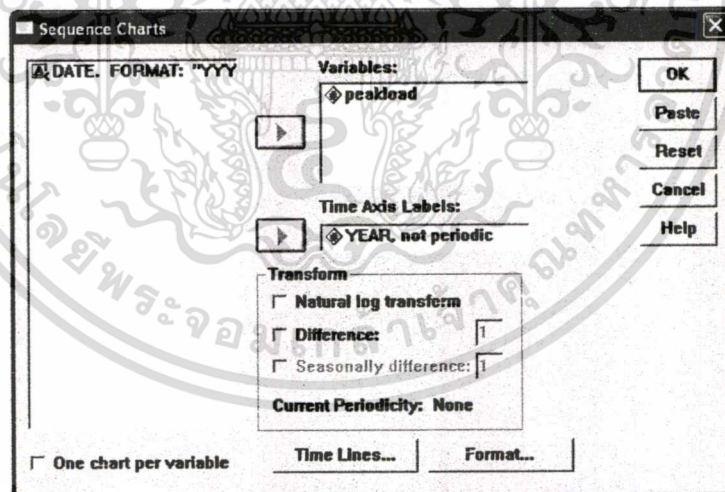 Sequence Charts
DATE. FORMAT: "YYY
Variables:
peakload
Time Axis Labels:
YEAR, not periodic
Transform
Natural log transform
Difference: 1
Seasonally difference: 1
Current Periodicity: None
One chart per variable
Time Lines...
Format...
OK
Paste
Reset
Cancel
Help